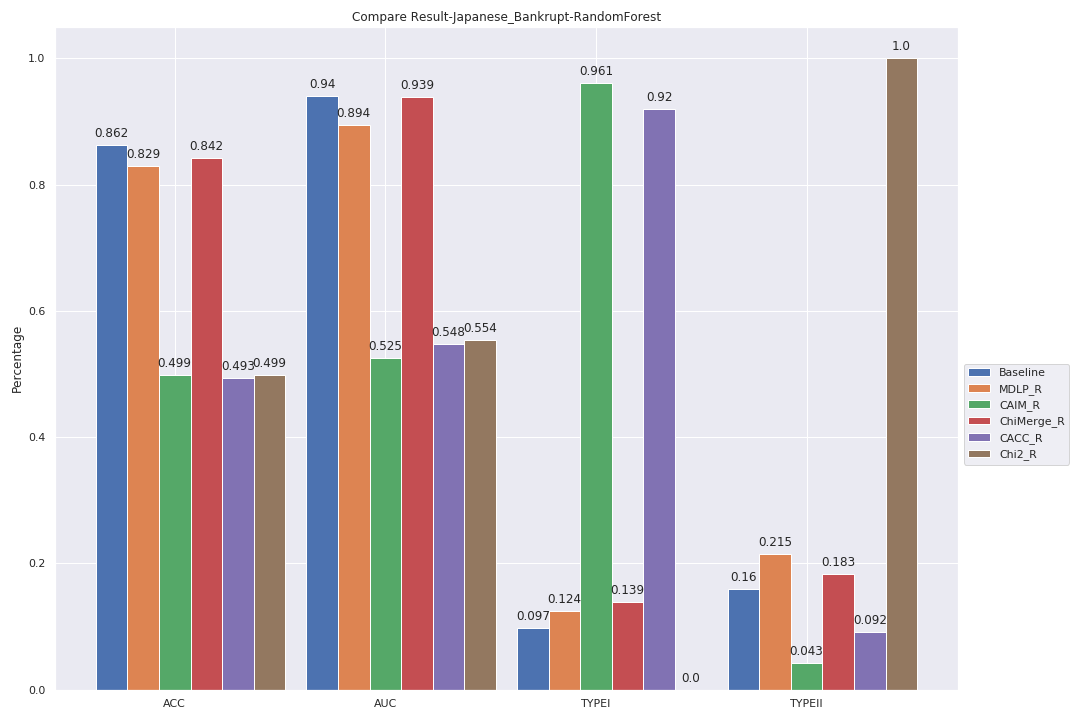 Compare Result-Japanese_Bankrupt-RandomForest
Percentage
1.0
0.8
0.6
0.4
0.2
0.0
0.862
0.829
0.499
0.842
0.493
0.499
0.94
0.894
0.525
0.939
0.548
0.554
0.097
0.124
0.961
0.139
0.92
0.0
0.16
0.215
0.043
0.183
0.092
1.0
ACC
AUC
TYPEI
TYPEII
Baseline
MDLP_R
CAIM_R
ChiMerge_R
CACC_R
Chi2_R